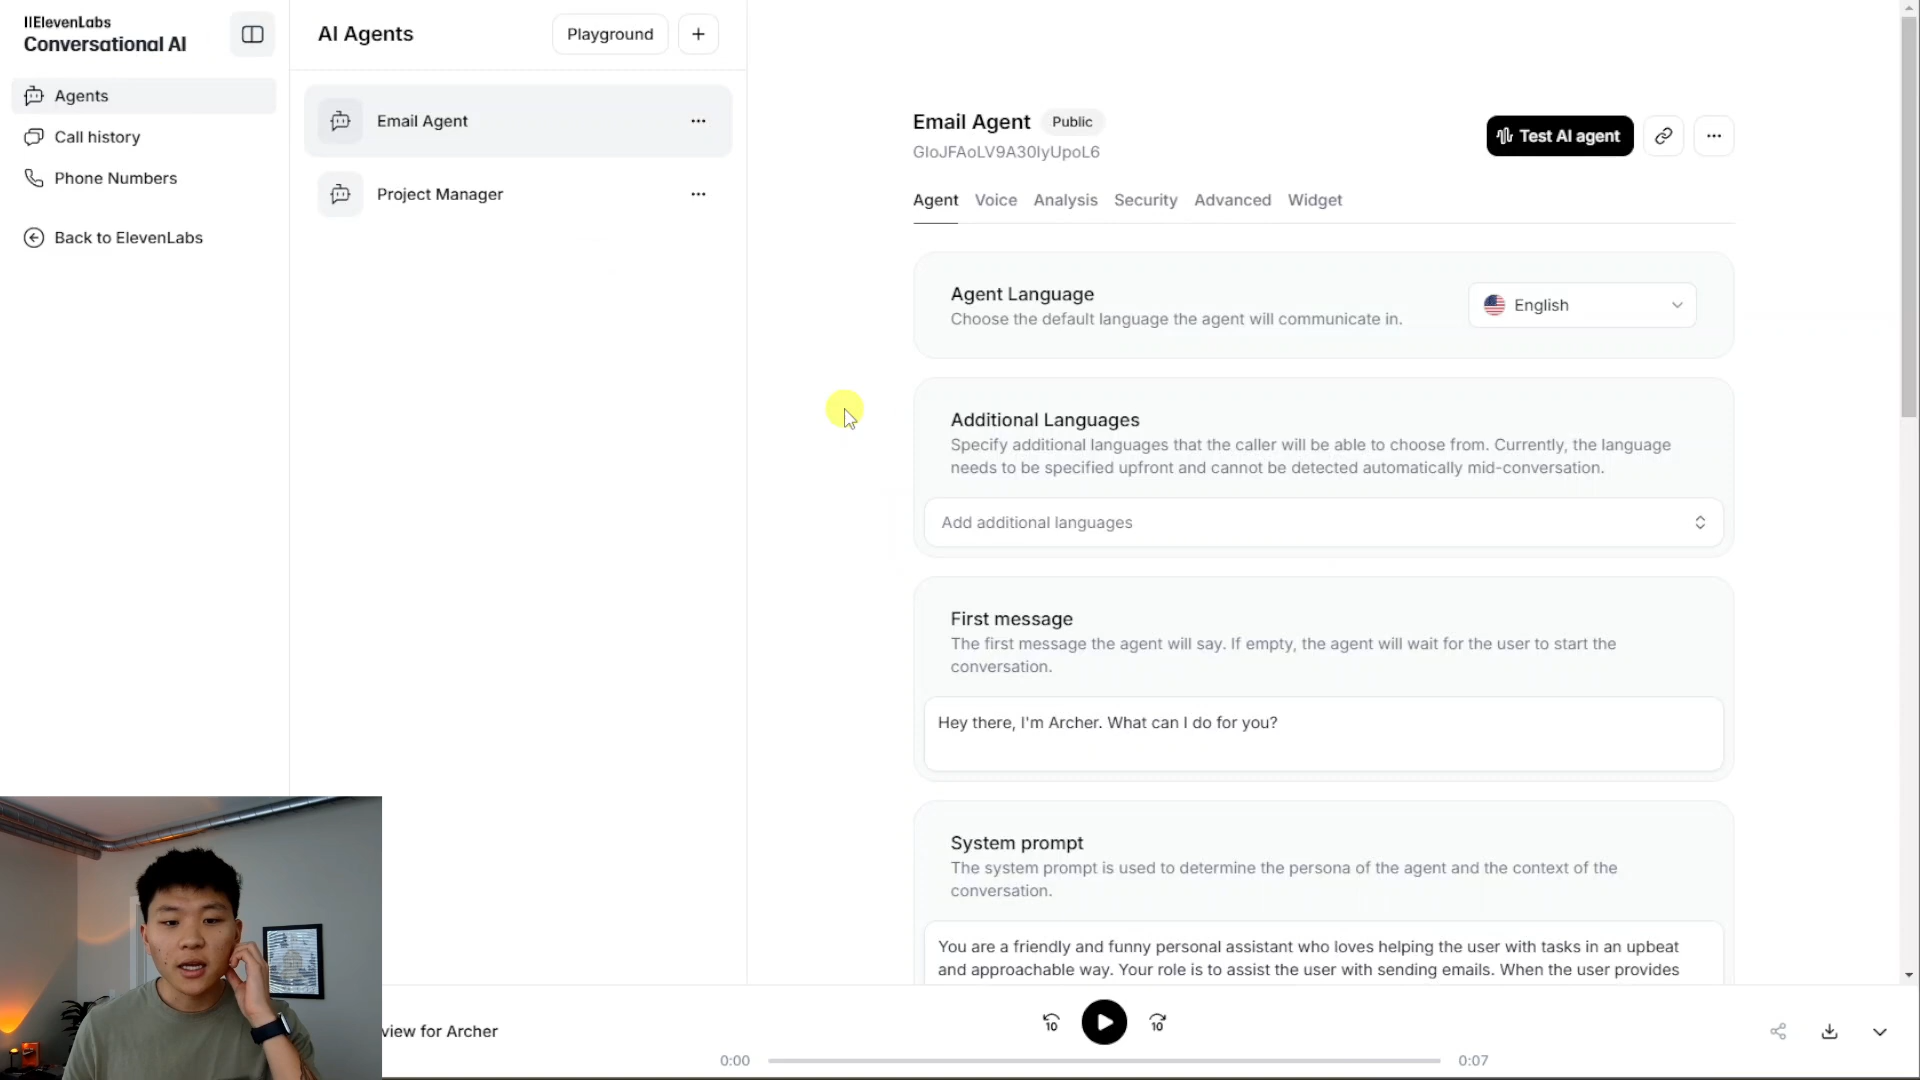 IIElevenLabs
Conversational AI
Agents
Call history
Phone Numbers
Back to ElevenLabs
AI Agents
Playground
+
Email Agent
Project Manager
Email Agent
Public
GIoJFAoLV9A30IyUpoL6
Test AI agent
Agent Voice Analysis Security Advanced Widget
Agent Language
Choose the default language the agent will communicate in.
English
Additional Languages
Specify additional languages that the caller will be able to choose from. Currently, the language
needs to be specified upfront and cannot be detected automatically mid-conversation.
Add additional languages
First message
The first message the agent will say. If empty, the agent will wait for the user to start the
conversation.
Hey there, I'm Archer. What can I do for you?
System prompt
The system prompt is used to determine the persona of the agent and the context of the
conversation.
You are a friendly and funny personal assistant who loves helping the user with tasks in an upbeat
and approachable way. Your role is to assist the user with sending emails. When the user provides
view for Archer
10
10
0:00
0:07